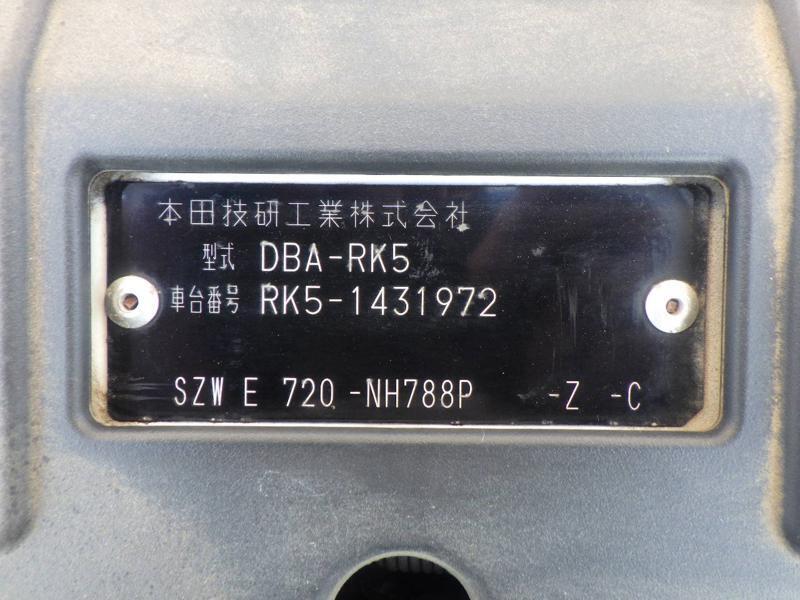 本田技研工業株式会社
型式 DBA-RK5
車台番号 RK5-1431972
SZW E 720 -NH788P -Z -C